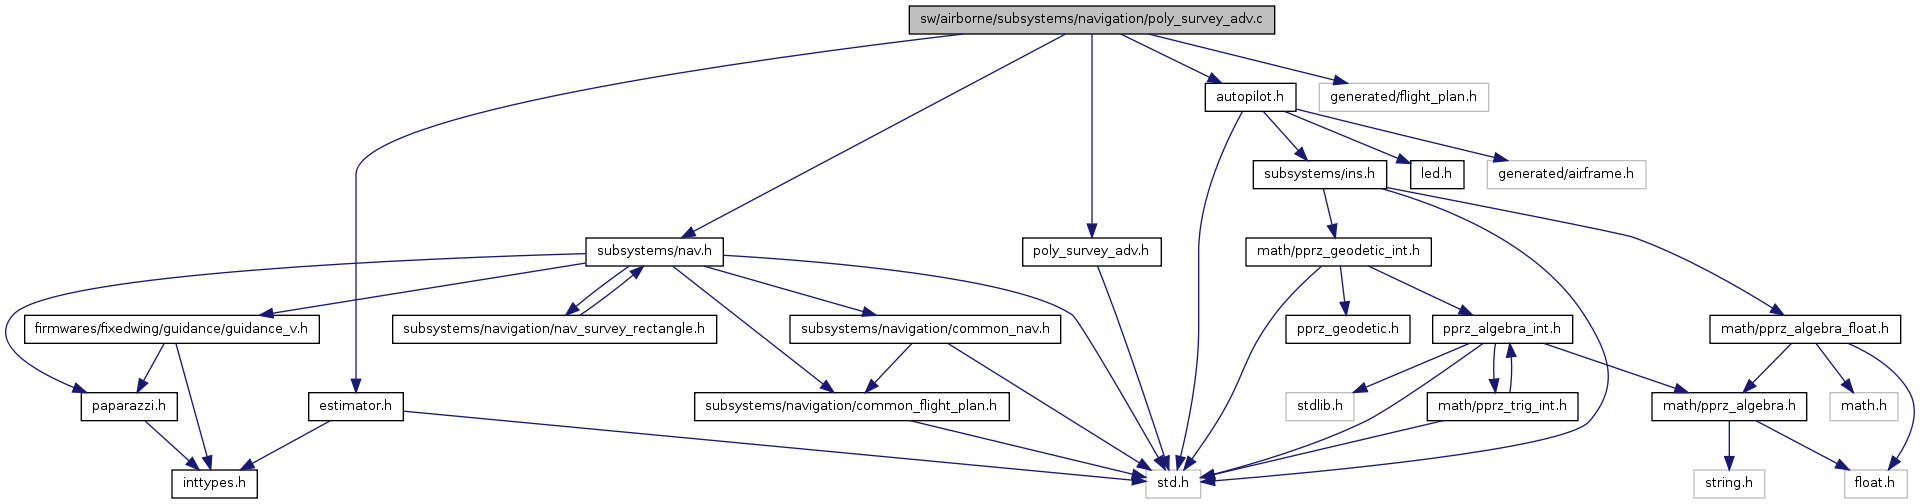 sw/airborne/subsystems/navigation/poly_survey_adv.c
autopilot.h
generated/flight_plan.h
subsystems/ins.h
led.h
generated/airframe.h
subsystems/nav.h
poly_survey_adv.h
math/pprz_geodetic_int.h
firmwares/fixedwing/guidance/guidance_v.h
subsystems/navigation/nav_survey_rectangle.h
subsystems/navigation/common_nav.h
pprz_geodetic.h
pprz_algebra_int.h
math/pprz_algebra_float.h
paparazzi.h
estimator.h
subsystems/navigation/common_flight_plan.h
stdlib.h
math/pprz_trig_int.h
math/pprz_algebra.h
math.h
inttypes.h
std.h
string.h
float.h